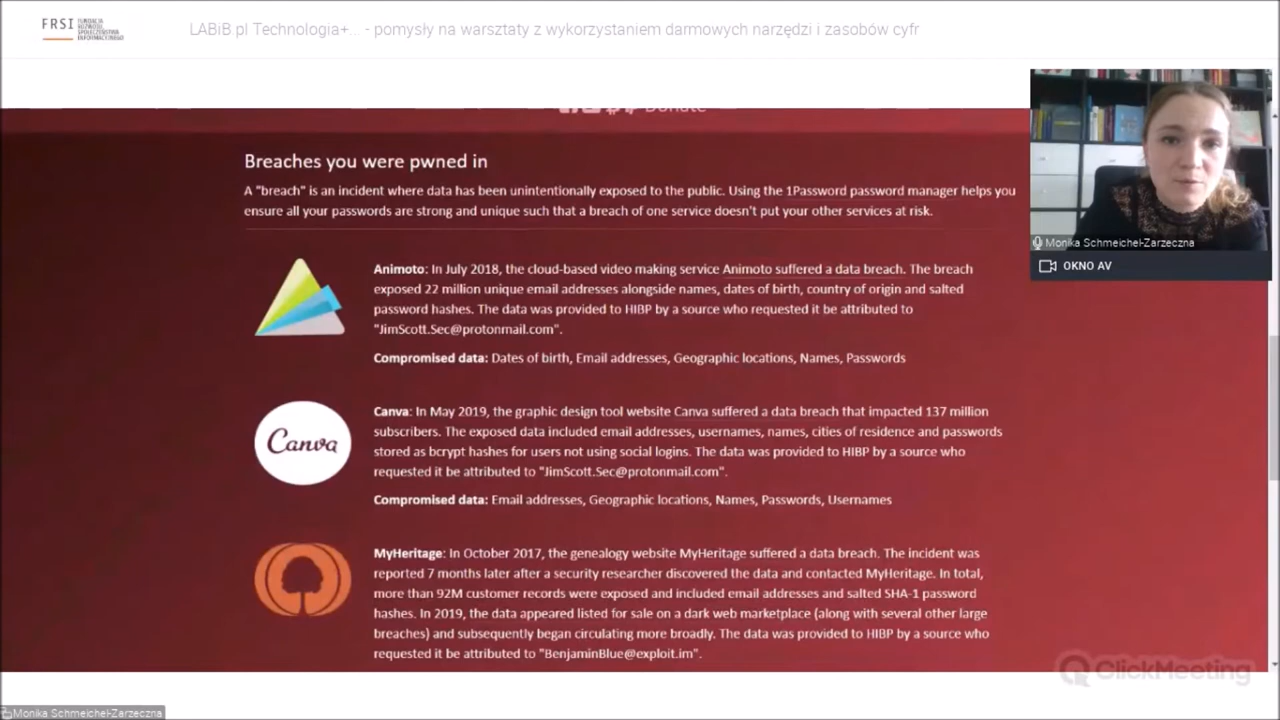 FRSI FUNDACJA
ROZWOJU
SPOŁECZEŃSTWA
INFORMACYJNEGO
LABiB.pl Technologia+... - pomysły na warsztaty z wykorzystaniem darmowych narzędzi i zasobów cyfr
Donate
Breaches you were pwned in
A "breach" is an incident where data has been unintentionally exposed to the public. Using the 1Password password manager helps you
ensure all your passwords are strong and unique such that a breach of one service doesn't put your other services at risk.
Monika Schmeichel-Zarzeczna
OKNO AV
Animoto: In July 2018, the cloud-based video making service Animoto suffered a data breach. The breach
exposed 22 million unique email addresses alongside names, dates of birth, country of origin and salted
password hashes. The data was provided to HIBP by a source who requested it be attributed to
"JimScott.Sec@protonmail.com".
Compromised data: Dates of birth, Email addresses, Geographic locations, Names, Passwords
Canva
Canva: In May 2019, the graphic design tool website Canva suffered a data breach that impacted 137 million
subscribers. The exposed data included email addresses, usernames, names, cities of residence and passwords
stored as bcrypt hashes for users not using social logins. The data was provided to HIBP by a source who
requested it be attributed to "JimScott.Sec@protonmail.com".
Compromised data: Email addresses, Geographic locations, Names, Passwords, Usernames
MyHeritage: In October 2017, the genealogy website MyHeritage suffered a data breach. The incident was
reported 7 months later after a security researcher discovered the data and contacted MyHeritage. In total,
more than 92M customer records were exposed and included email addresses and salted SHA-1 password
hashes. In 2019, the data appeared listed for sale on a dark web marketplace (along with several other large
breaches) and subsequently began circulating more broadly. The data was provided to HIBP by a source who
requested it be attributed to "BenjaminBlue@exploit.im".
ClickMeeting
Monika Schmeichel-Zarzeczna